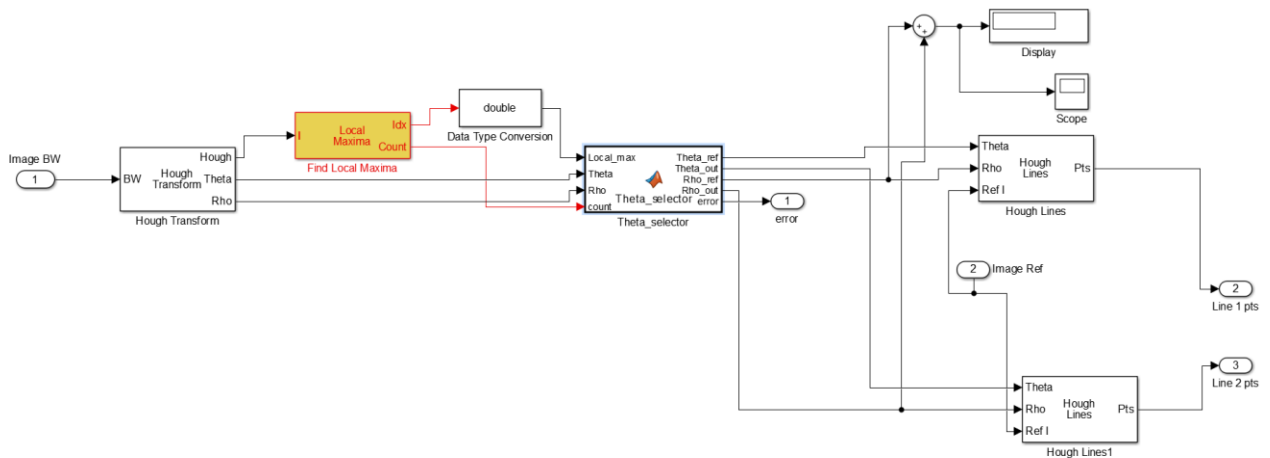 Image BW
1
BW
Hough
Hough
Transform
Theta
Rho
Hough Transform
I
Local
Maxima
Idx
Count
Find Local Maxima
double
Data Type Conversion
Local_max
Theta
Rho
count
Theta_selector
Theta_ref
Theta_out
Rho_ref
Rho_out
error
Theta_selector
1
error
+
+
Display
Scope
Theta
Rho
Ref I
Hough
Lines
Pts
Hough Lines
2
Image Ref
2
Line 1 pts
3
Line 2 pts
Theta
Rho
Ref I
Hough
Lines
Pts
Hough Lines1